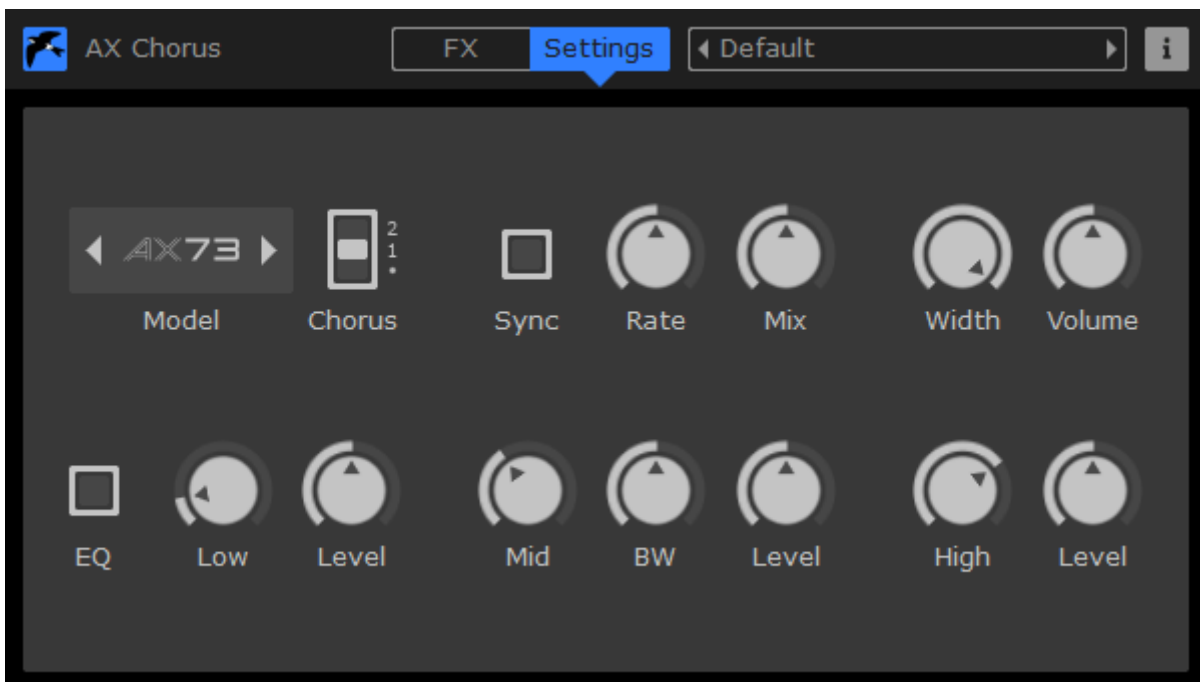 AX Chorus
FX
Settings
Default
i
AX73
2
1
Model
Chorus
Sync
Rate
Mix
Width
Volume
EQ
Low
Level
Mid
BW
Level
High
Level